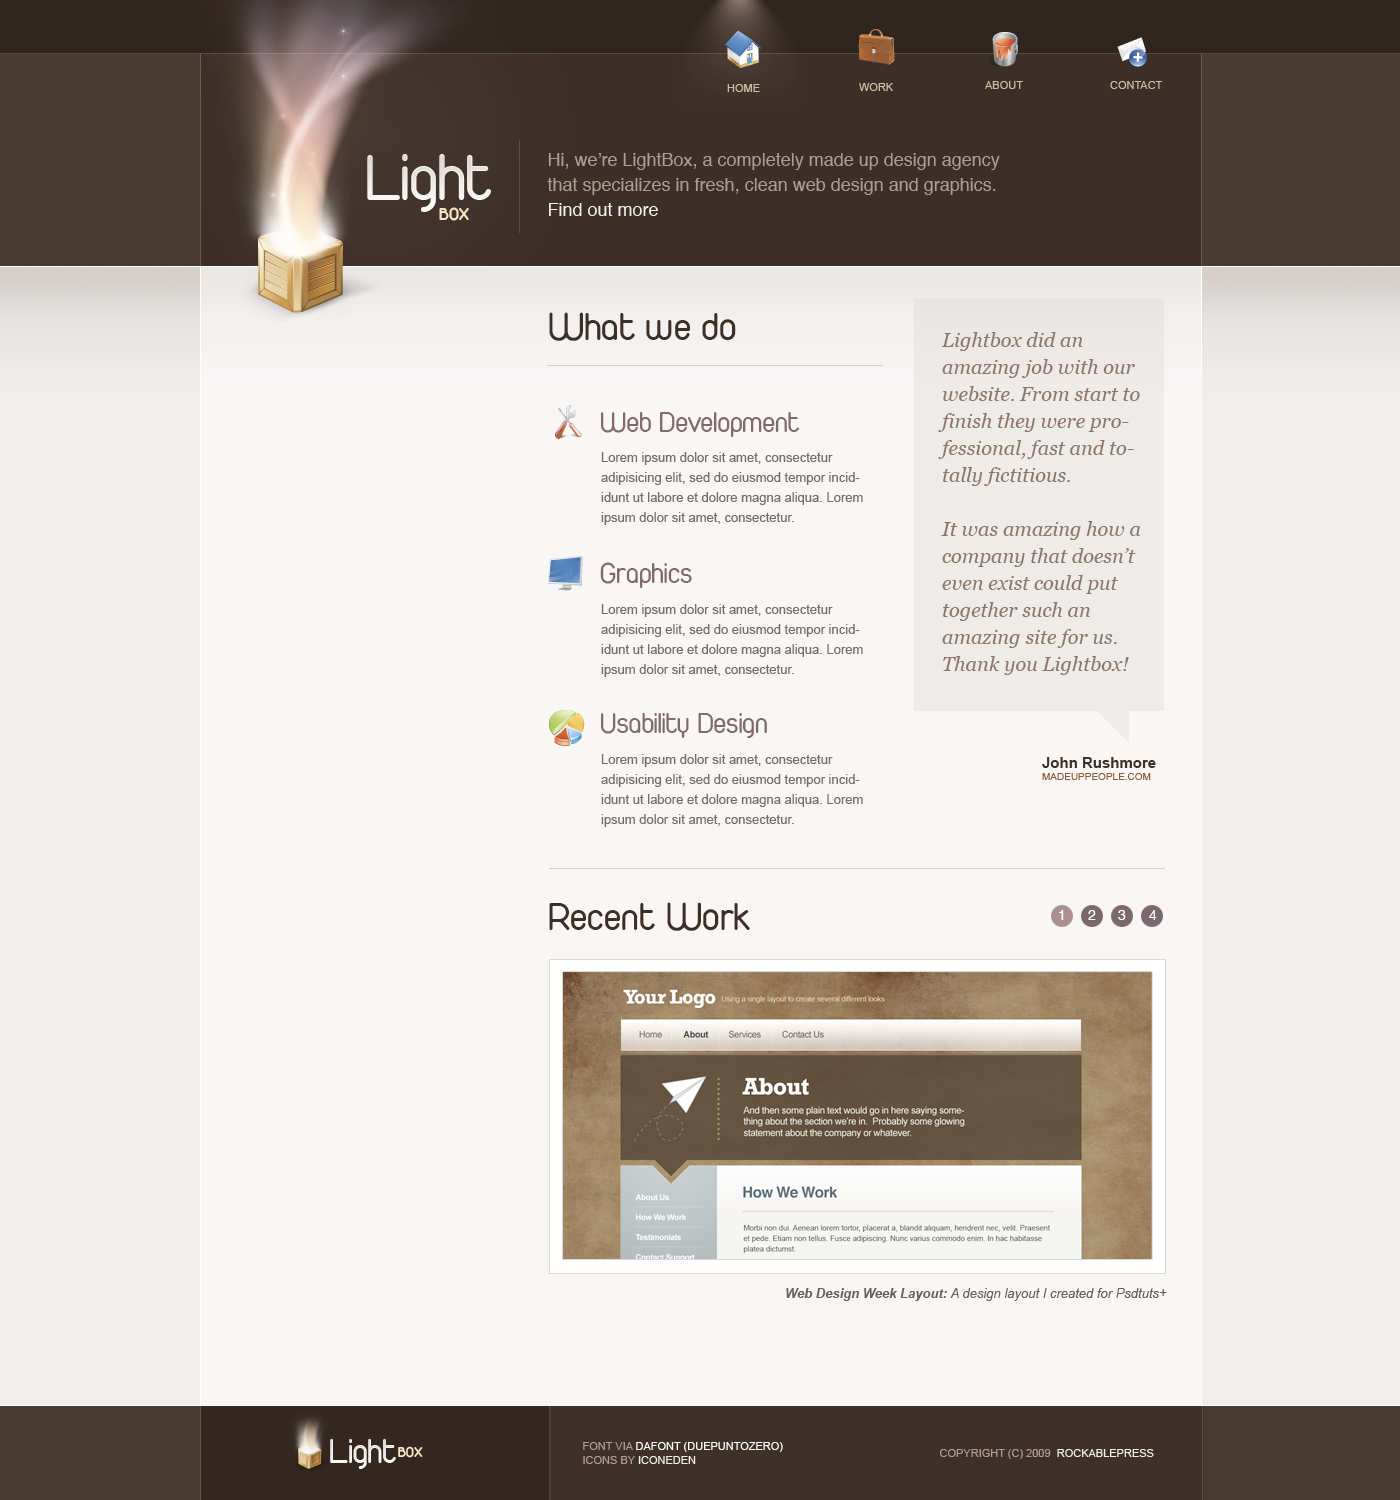 HOME
WORK
ABOUT
CONTACT
Light
BOX
Hi, we're LightBox, a completely made up design agency
that specializes in fresh, clean web design and graphics.
Find out more
What we do
Web Development
Lorem ipsum dolor sit amet, consectetur
adipisicing elit, sed do eiusmod tempor incid-
idunt ut labore et dolore magna aliqua. Lorem
ipsum dolor sit amet, consectetur.
Graphics
Lorem ipsum dolor sit amet, consectetur
adipisicing elit, sed do eiusmod tempor incid-
idunt ut labore et dolore magna aliqua. Lorem
ipsum dolor sit amet, consectetur.
Usability Design
Lorem ipsum dolor sit amet, consectetur
adipisicing elit, sed do eiusmod tempor incid-
idunt ut labore et dolore magna aliqua. Lorem
ipsum dolor sit amet, consectetur.
Lightbox did an
amazing job with our
website. From start to
finish they were pro-
fessional, fast and to-
tally fictitious.
It was amazing how a
company that doesn't
even exist could put
together such an
amazing site for us.
Thank you Lightbox!
John Rushmore
MADEUPPEOPLE.COM
Recent Work
1 2 3 4
Your Logo Using a single layout to create several different looks
Home About Services Contact Us
About
And then some plain text would go in here saying some-
thing about the section we're in. Probably some glowing
statement about the company or whatever.
About Us
How We Work
Testimonials
Contact Support
How We Work
Morbi non dui. Aenean lorem tortor, placerat a, blandit aliquam, hendrerit nec, velit. Praesent
et pede. Etiam non tellus. Fusce adipiscing. Nunc varius commodo enim. In hac habitasse
platea dictumst.
Web Design Week Layout: A design layout I created for Psdtuts+
Light BOX
FONT VIA DAFONT (DUEPUNTOZERO)
ICONS BY ICONEDEN
COPYRIGHT (C) 2009 ROCKABLEPRESS